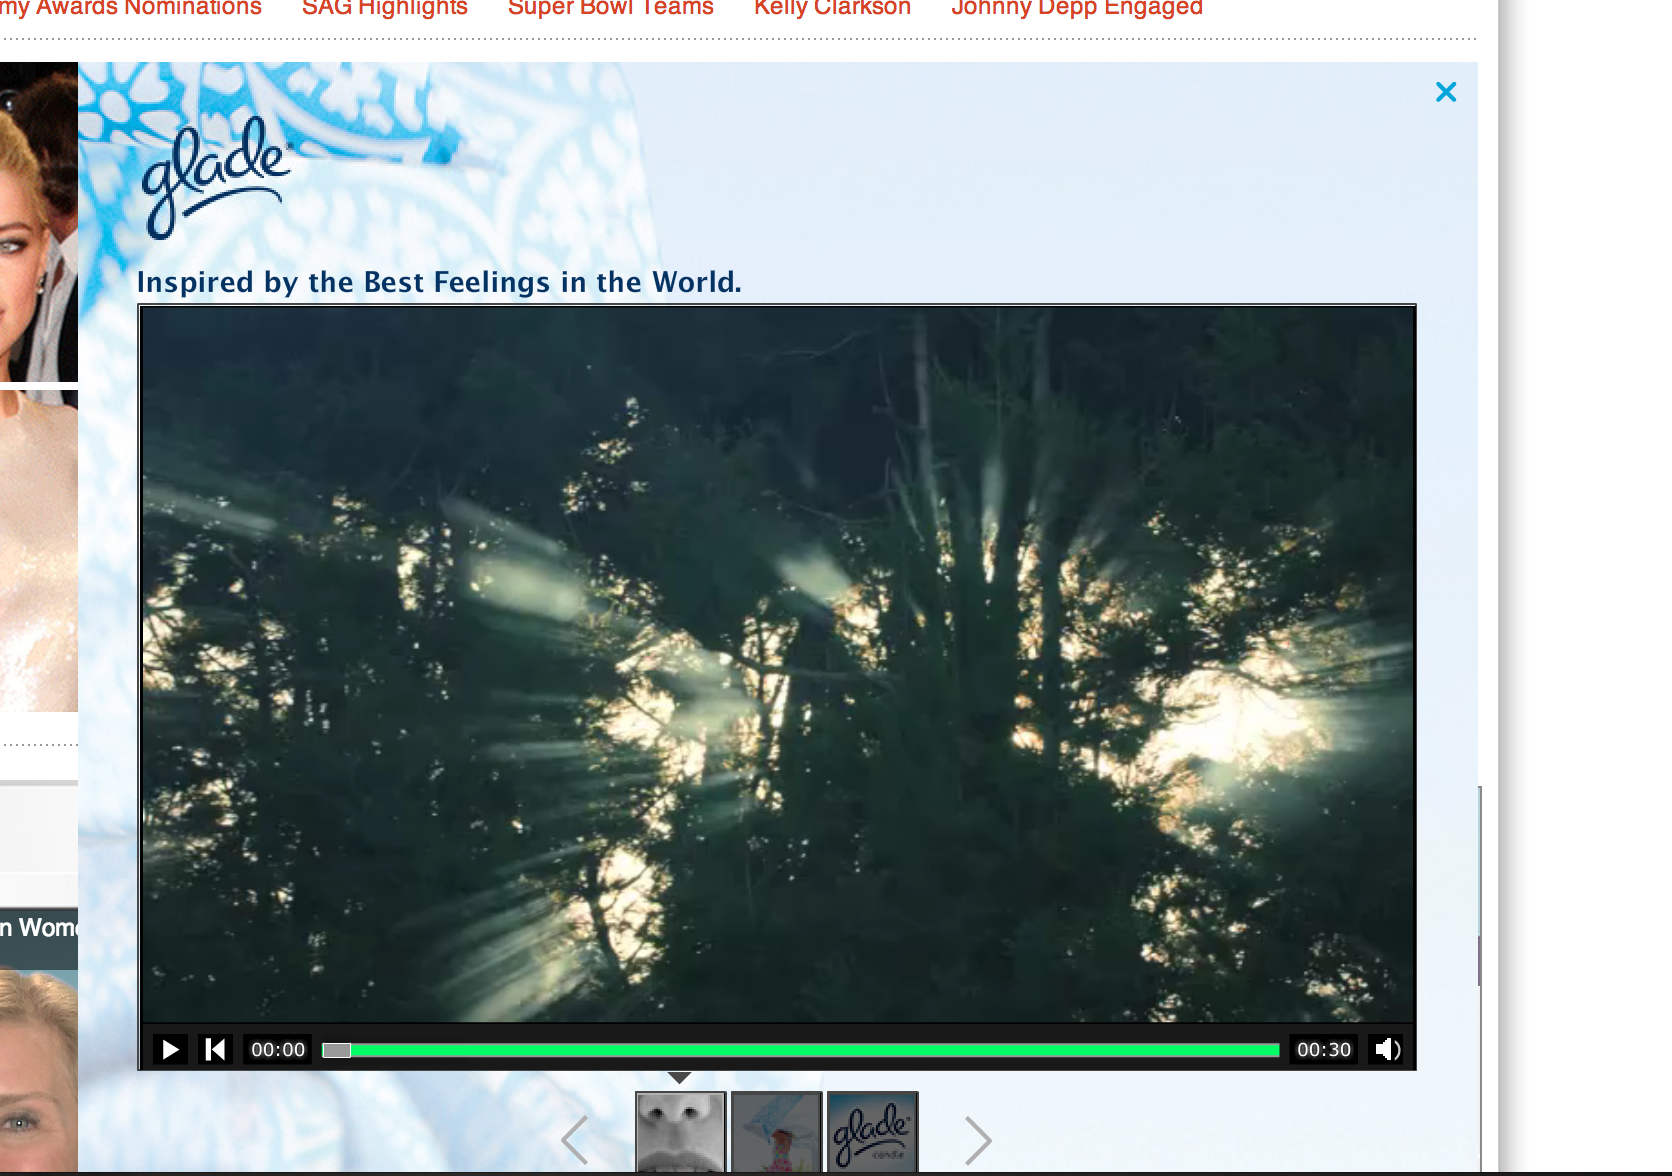 my Awards Nominations SAG Highlights Super Bowl Teams Kelly Clarkson Johnny Depp Engaged
glade
Inspired by the Best Feelings in the World.
n Wom
00:00 00:30
glade
candle